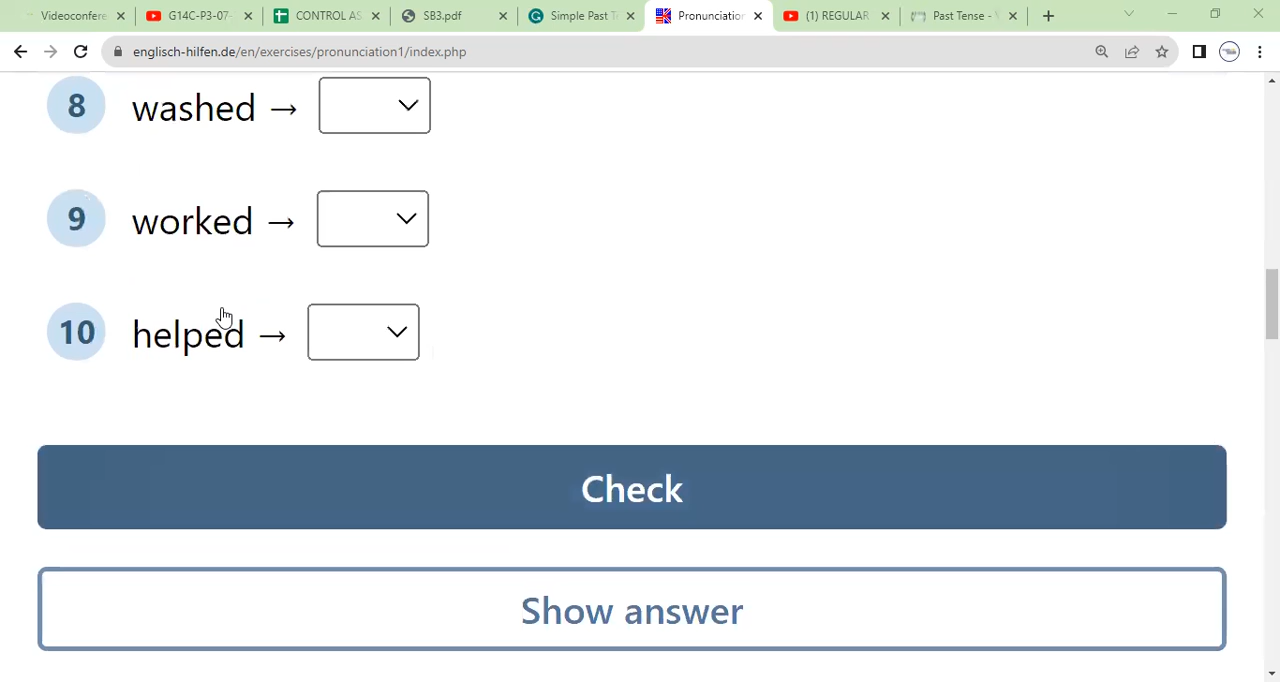 Videoconfere
G14C-P3-07-
CONTROL AS
SB3.pdf
Simple Past T
Pronunciation
(1) REGULAR
Past Tense -
englisch-hilfen.de/en/exercises/pronunciation1/index.php
8 washed →
9 worked →
10 helped →
Check
Show answer